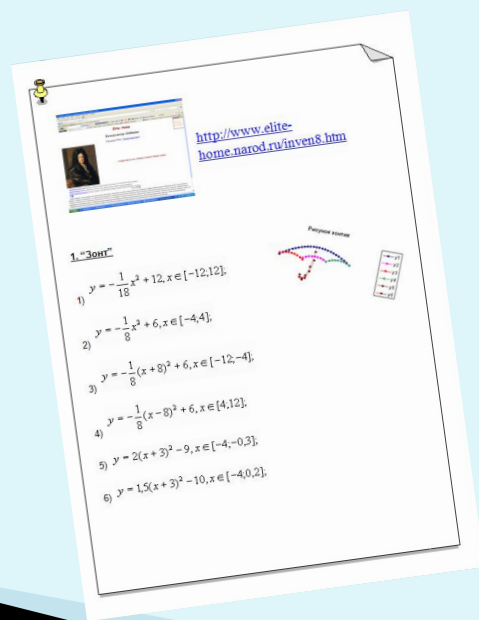 http://www.elite-
home.narod.ru/inven8.htm
Рисунок зонтик
1. "Зонт"
1) y = -1/18 x² + 12, x ∈ [-12;12];
2) y = -1/8 x² + 6, x ∈ [-4;4];
3) y = -1/8 (x + 8)² + 6, x ∈ [-12;-4];
4) y = -1/8 (x - 8)² + 6, x ∈ [4;12];
5) y = 2(x + 3)² - 9, x ∈ [-4;-0,3];
6) y = 1,5(x + 3)² - 10, x ∈ [-4;0,2];